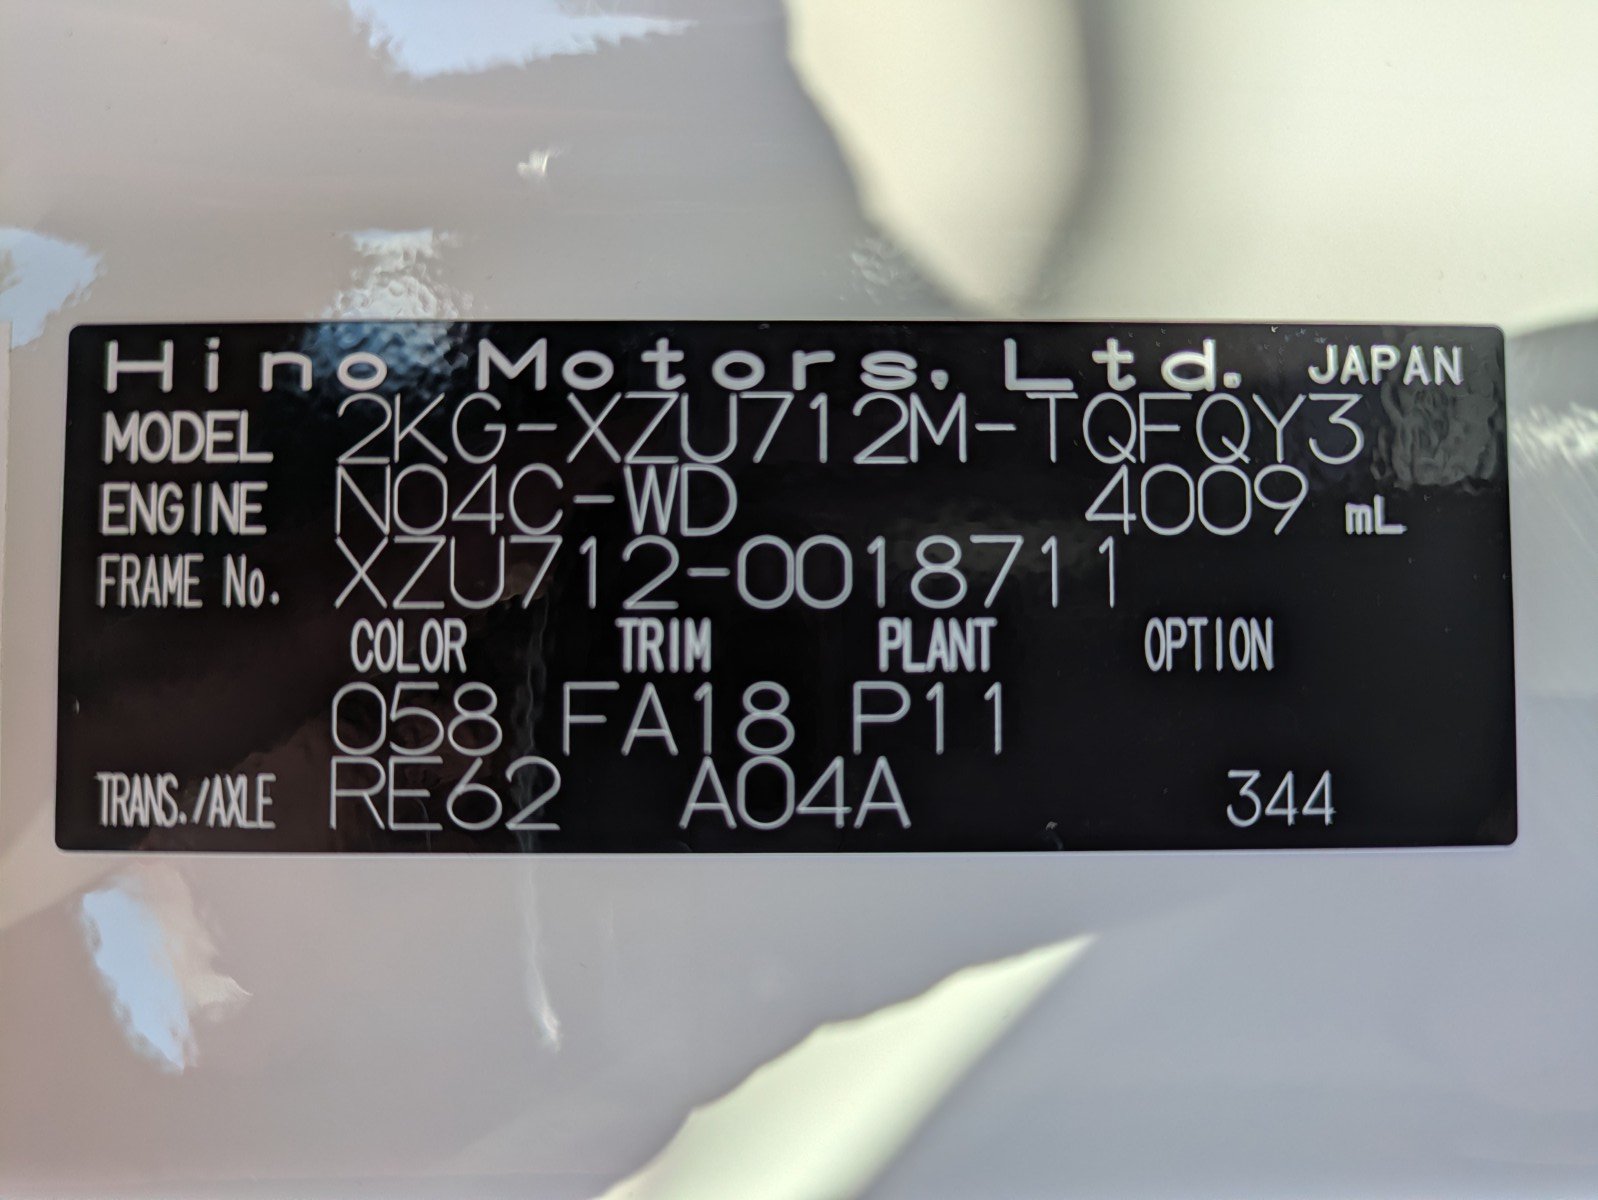 Hino Motors, Ltd. JAPAN
MODEL 2KG-XZU712M-TQFQY3
ENGINE N04C-WD 4009 mL
FRAME No. XZU712-0018711
COLOR TRIM PLANT OPTION
058 FA18 P11
TRANS./AXLE RE62 A04A 344